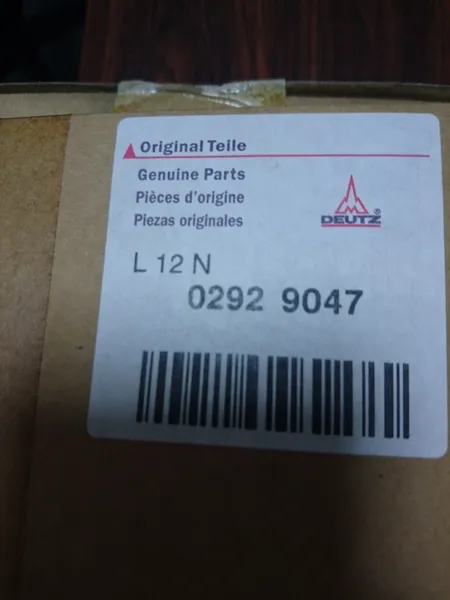 Original Teile
Genuine Parts
Pièces d'origine
Piezas originales
DEUTZ®
L 12 N
0292 9047